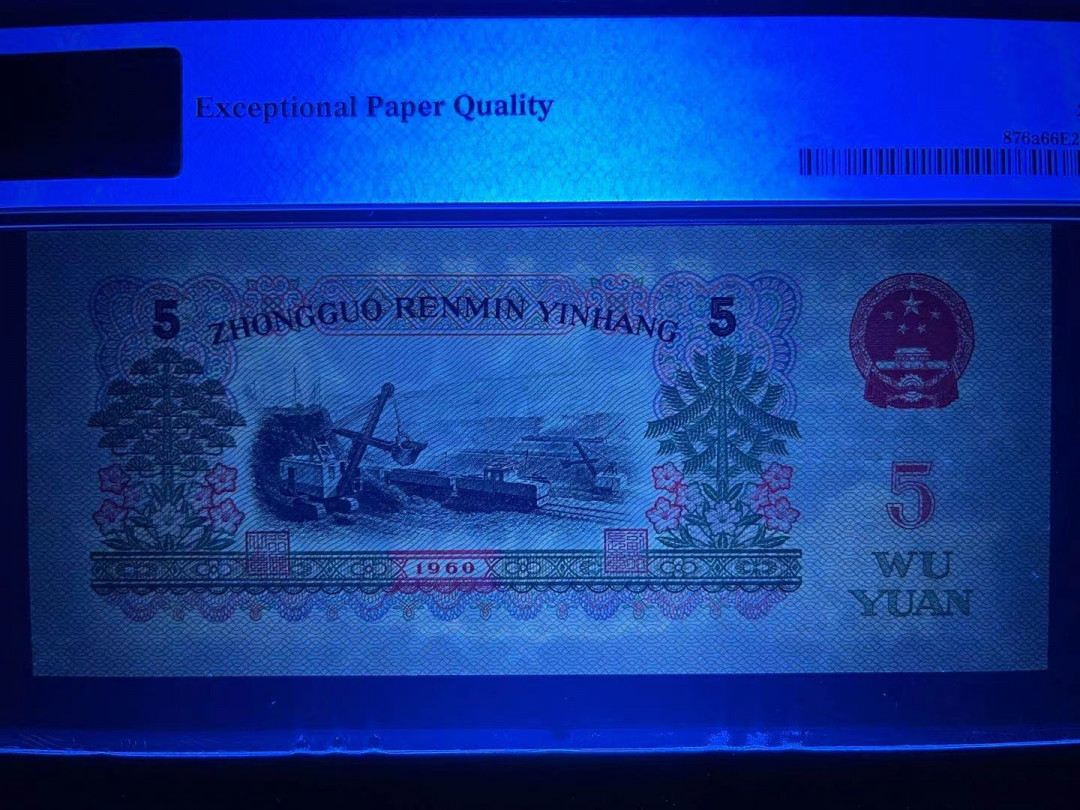 Exceptional Paper Quality
876a66E2
5 ZHONGGUO RENMIN YINHANG 5
5
WU
YUAN
1960